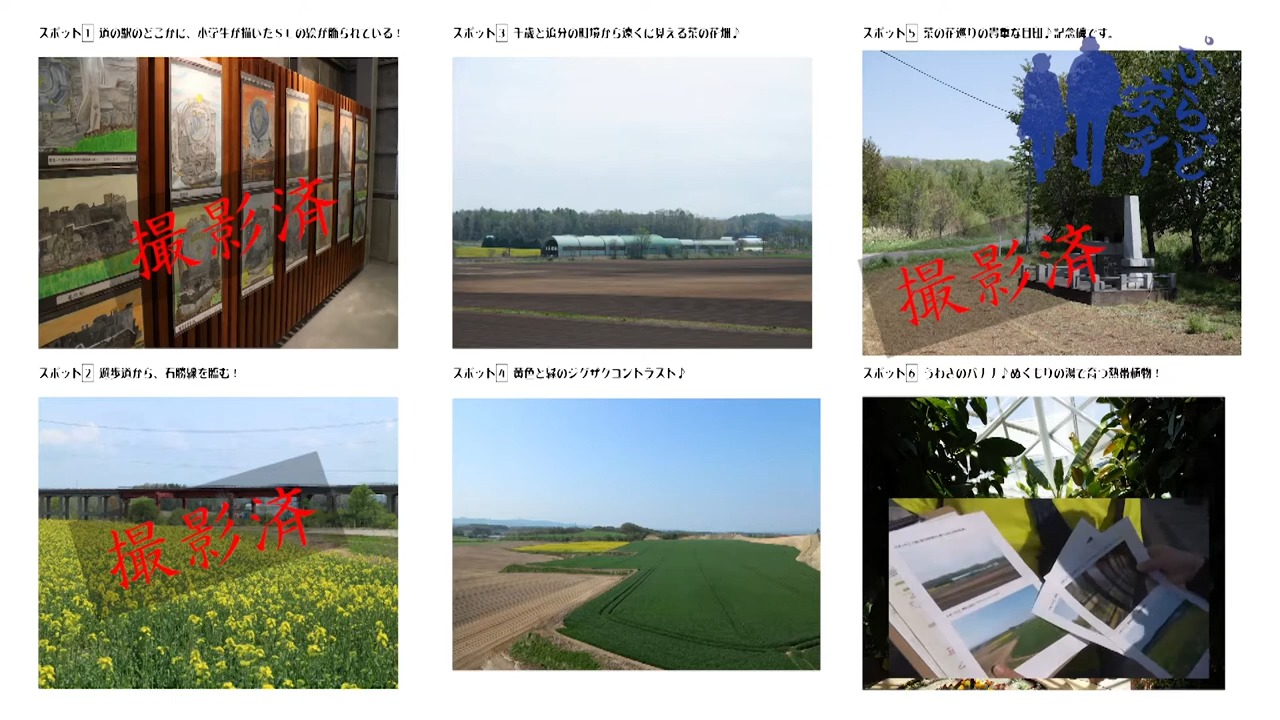 スポット1 道の駅のどこかに、小学生が描いたSLの絵が飾られている！
撮影済
スポット2 遊歩道から、石勝線を臨む！
撮影済
スポット3 千歳と追分の町境から遠くに見える菜の花畑♪
スポット4 黄色と緑のジグザグコントラスト♪
スポット5 菜の花巡りの貴重な目印♪記念碑です。
ぶらど
安平
撮影済
スポット6 うわさのバナナ♪ぬくもりの湯で育つ熱帯植物！